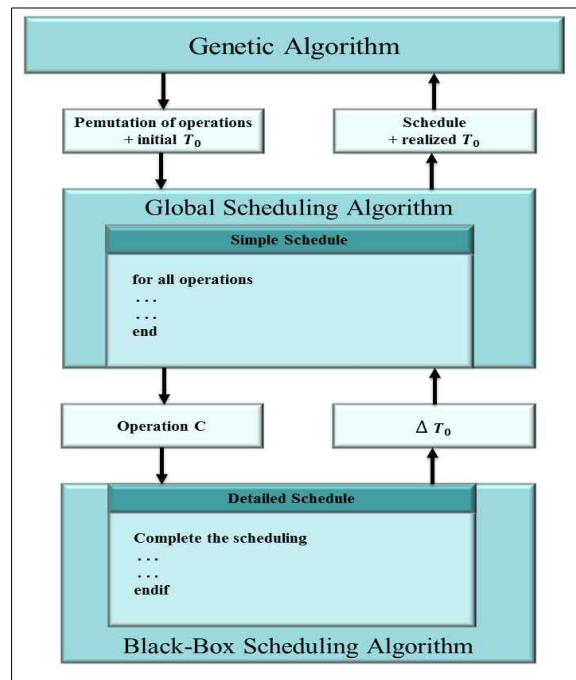 Genetic Algorithm
Pemutation of operations
+ initial T₀
Schedule
+ realized T₀
Global Scheduling Algorithm
Simple Schedule
for all operations
. . .
. . .
end
Operation C
Δ T₀
Detailed Schedule
Complete the scheduling
. . .
. . .
endif
Black-Box Scheduling Algorithm